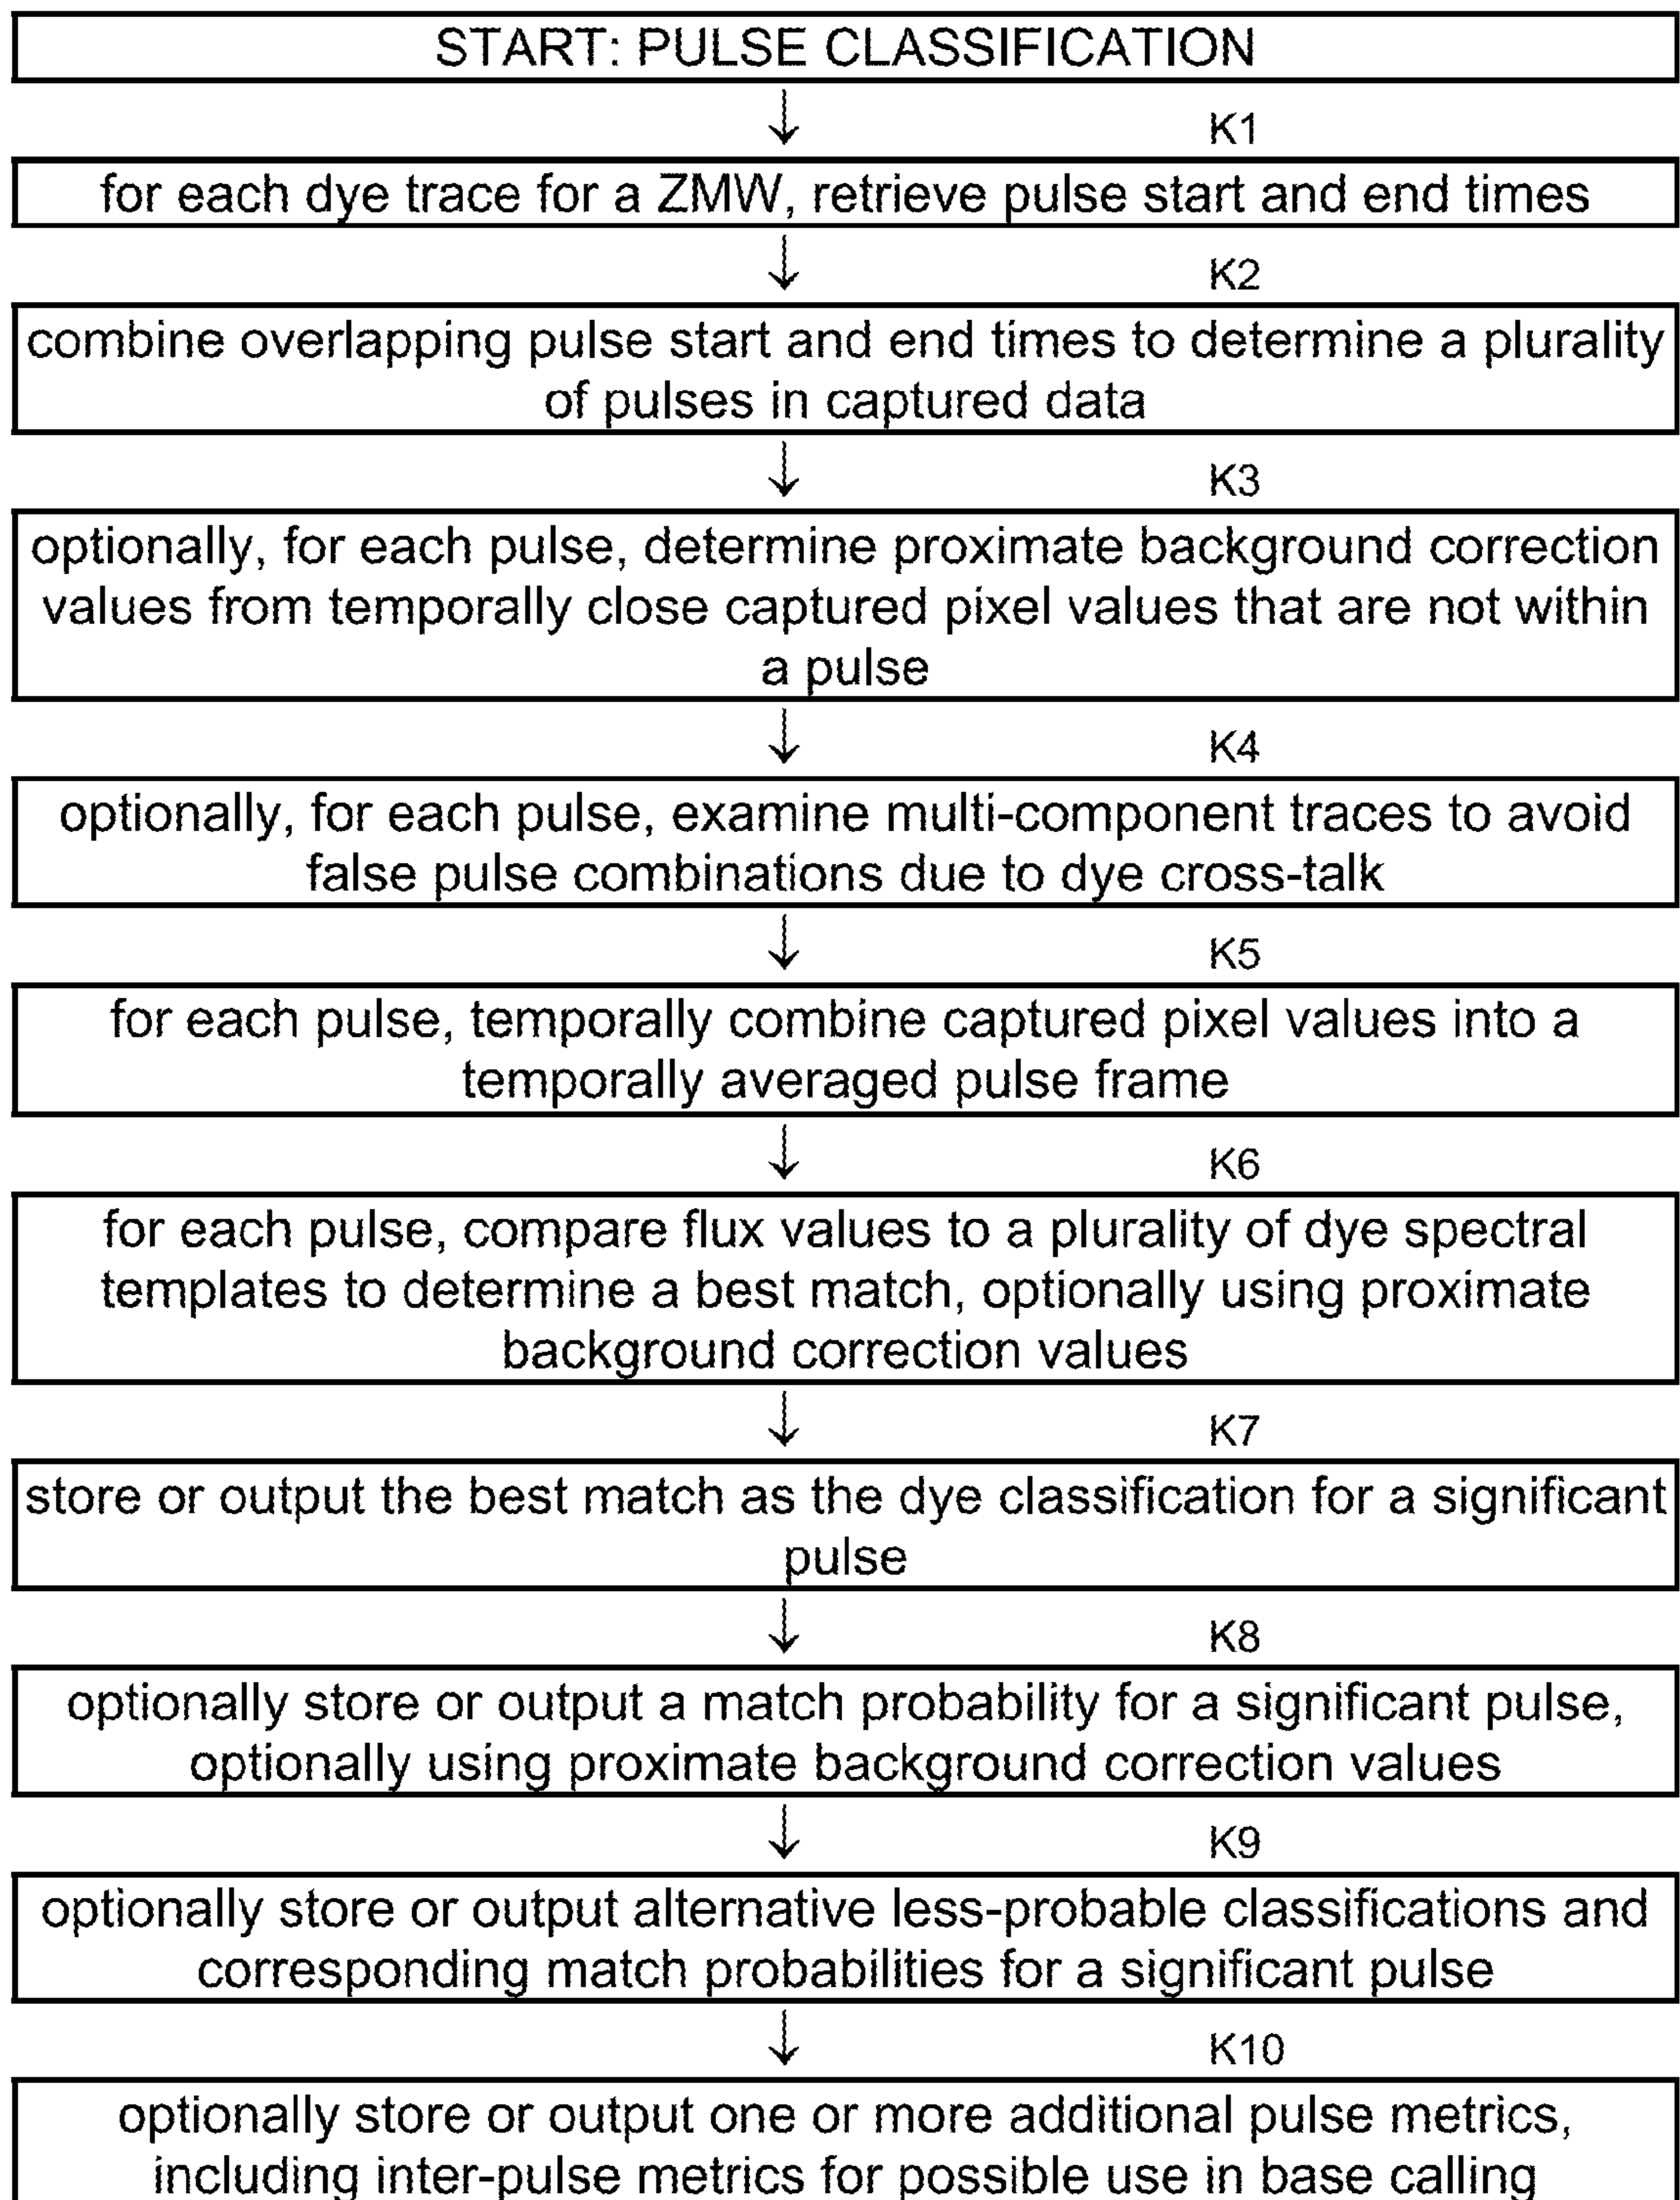 START: PULSE CLASSIFICATION
K1
for each dye trace for a ZMW, retrieve pulse start and end times
K2
combine overlapping pulse start and end times to determine a plurality
of pulses in captured data
K3
optionally, for each pulse, determine proximate background correction
values from temporally close captured pixel values that are not within
a pulse
K4
optionally, for each pulse, examine multi-component traces to avoid
false pulse combinations due to dye cross-talk
K5
for each pulse, temporally combine captured pixel values into a
temporally averaged pulse frame
K6
for each pulse, compare flux values to a plurality of dye spectral
templates to determine a best match, optionally using proximate
background correction values
K7
store or output the best match as the dye classification for a significant
pulse
K8
optionally store or output a match probability for a significant pulse,
optionally using proximate background correction values
K9
optionally store or output alternative less-probable classifications and
corresponding match probabilities for a significant pulse
K10
optionally store or output one or more additional pulse metrics,
including inter-pulse metrics for possible use in base calling